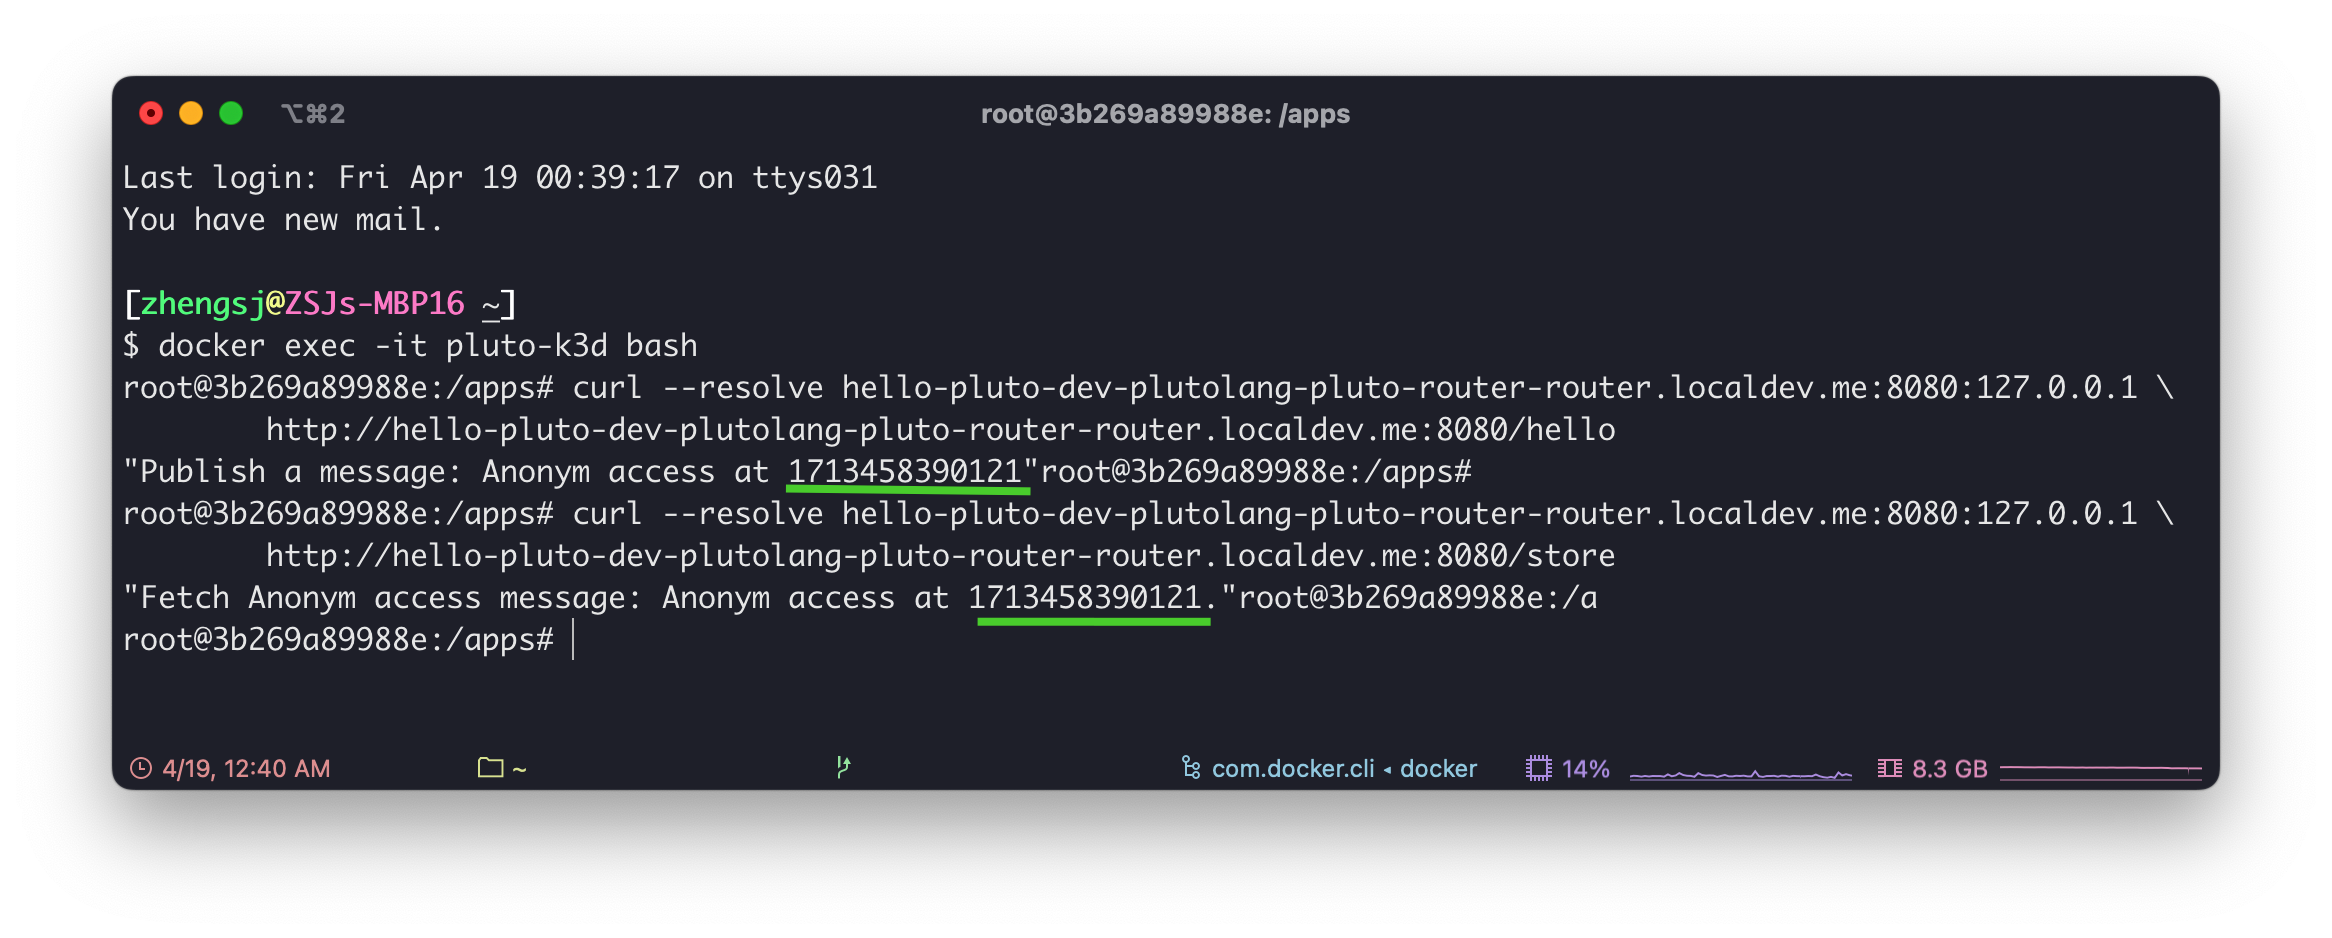 ⌥⌘2
root@3b269a89988e: /apps
Last login: Fri Apr 19 00:39:17 on ttys031
You have new mail.
[zhengsj@ZSJs-MBP16 ~]
$ docker exec -it pluto-k3d bash
root@3b269a89988e:/apps# curl --resolve hello-pluto-dev-plutolang-pluto-router-router.localdev.me:8080:127.0.0.1 \
http://hello-pluto-dev-plutolang-pluto-router-router.localdev.me:8080/hello
"Publish a message: Anonym access at 1713458390121"root@3b269a89988e:/apps#
root@3b269a89988e:/apps# curl --resolve hello-pluto-dev-plutolang-pluto-router-router.localdev.me:8080:127.0.0.1 \
http://hello-pluto-dev-plutolang-pluto-router-router.localdev.me:8080/store
"Fetch Anonym access message: Anonym access at 1713458390121."root@3b269a89988e:/a
root@3b269a89988e:/apps#
4/19, 12:40 AM ~ com.docker.cli ◂ docker 14% 8.3 GB